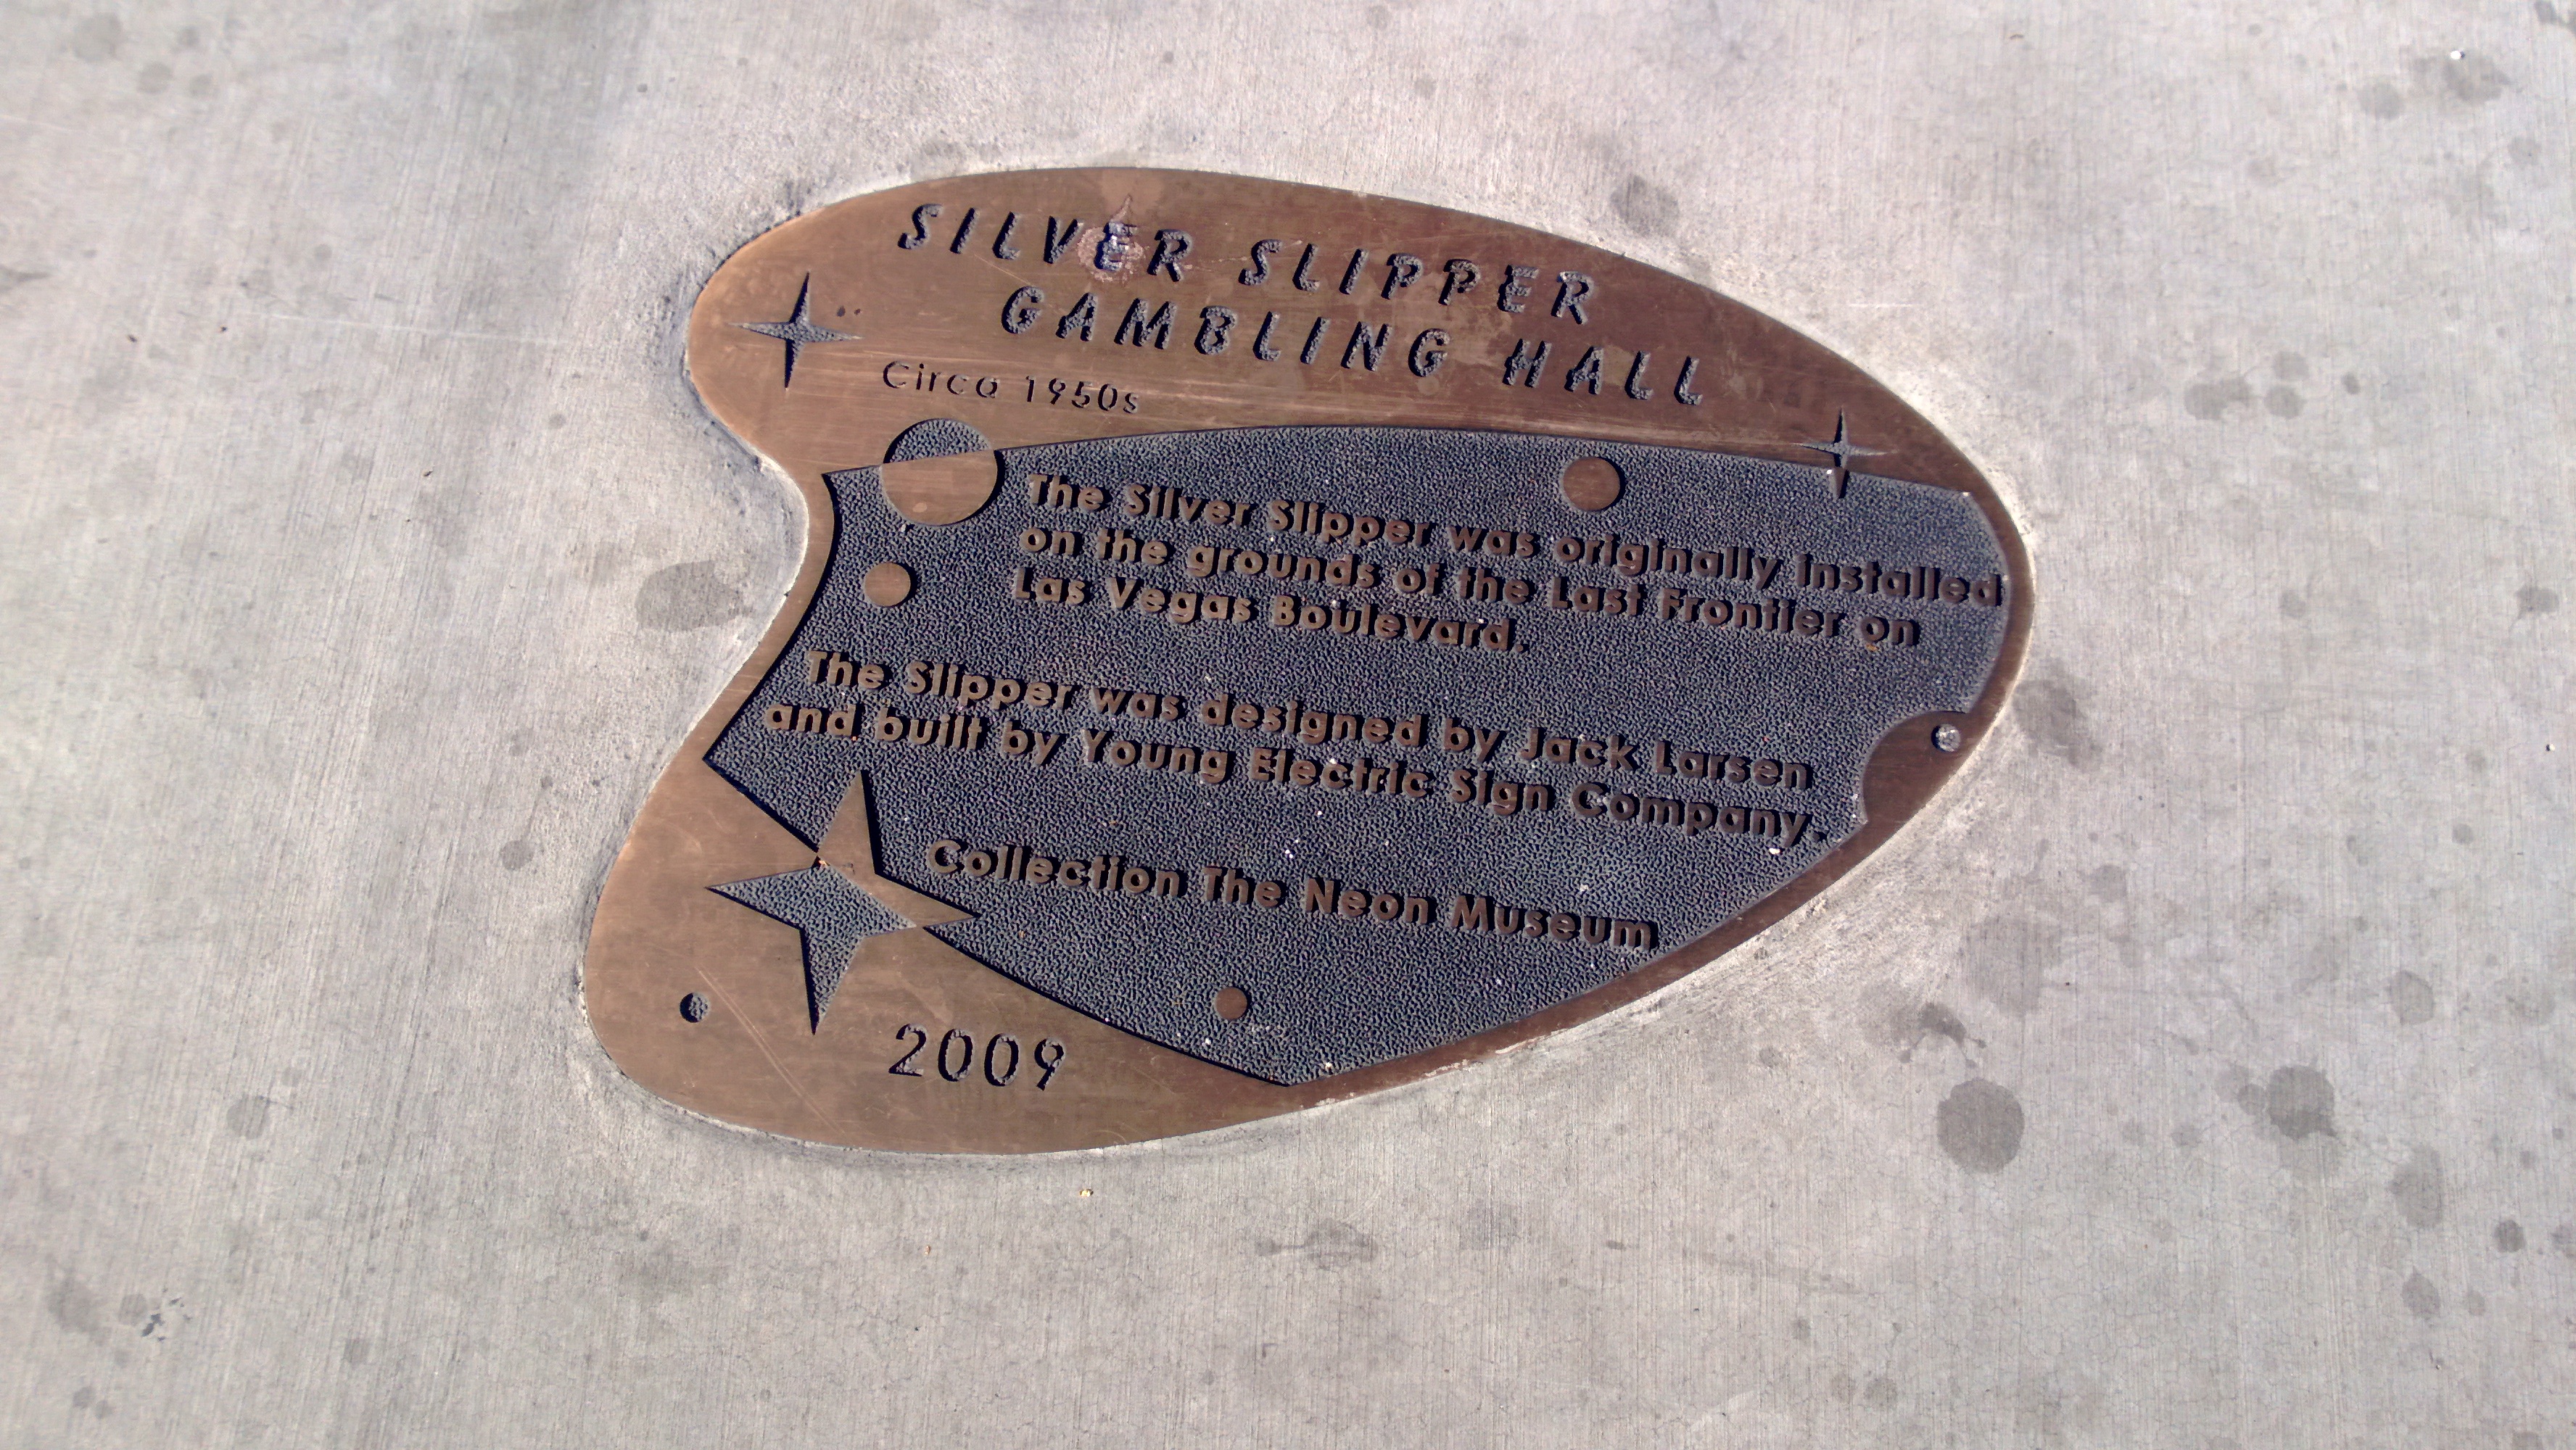 SILVER SLIPPER
GAMBLING HALL
Circa 1950s
The Silver Slipper was originally installed
on the grounds of the Last Frontier on
Las Vegas Boulevard.
The Slipper was designed by Jack Larsen
and built by Young Electric Sign Company.
Collection The Neon Museum
2009